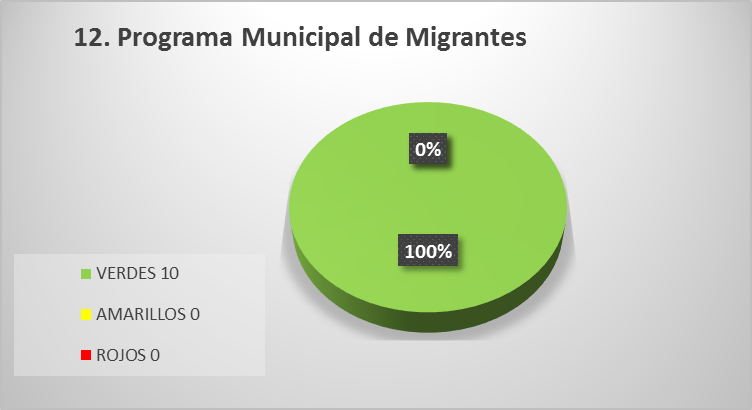 12. Programa Municipal de Migrantes
0%
100%
VERDES 10
AMARILLOS 0
ROJOS 0